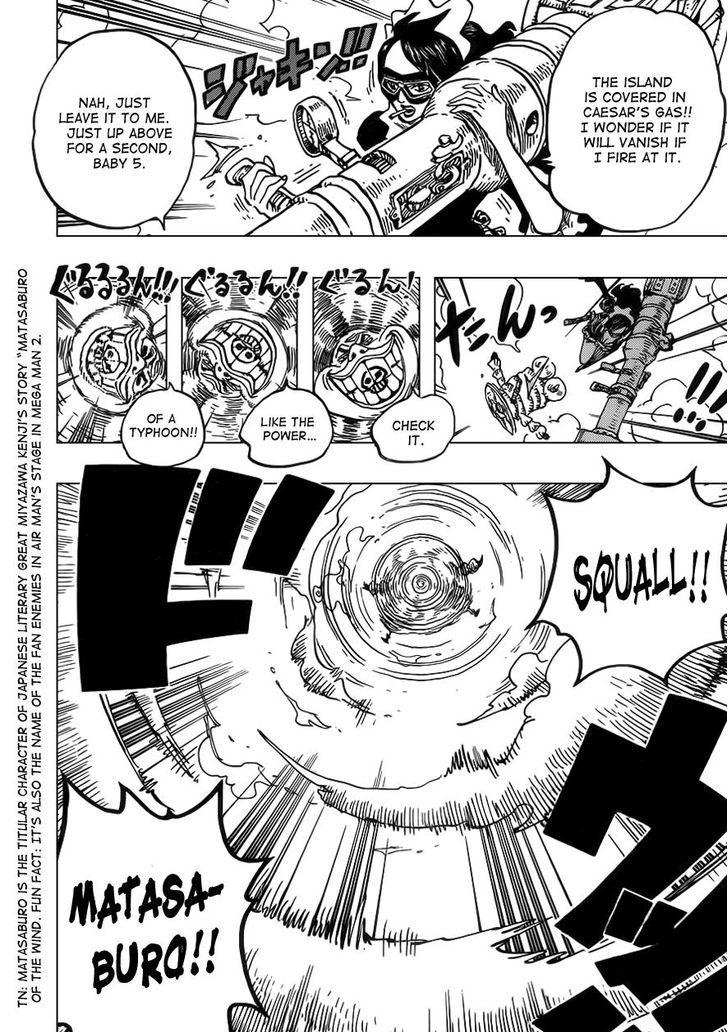 THE ISLAND
IS COVERED IN
CAESAR'S GAS!!
I WONDER IF IT
WILL VANISH IF
I FIRE AT IT.
ジャキン!!
NAH, JUST
LEAVE IT TO ME.
JUST UP ABOVE
FOR A SECOND,
BABY 5.
たんっ
!!!
ぐるん!
CHECK
IT.
ぐるるん!!
LIKE THE
POWER...
ぐるるるん!!!
OF A
TYPHOON!!
SQUALL!!
ドウ
MATASA-
BURO!!
TN: MATASABURO IS THE TITULAR CHARACTER OF JAPANESE LITERARY GREAT MIYAZAWA KENJI'S STORY "MATASABURO
OF THE WIND. FUN FACT: IT'S ALSO THE NAME OF THE FAN ENEMIES IN AIR MAN'S STAGE IN MEGA MAN 2.